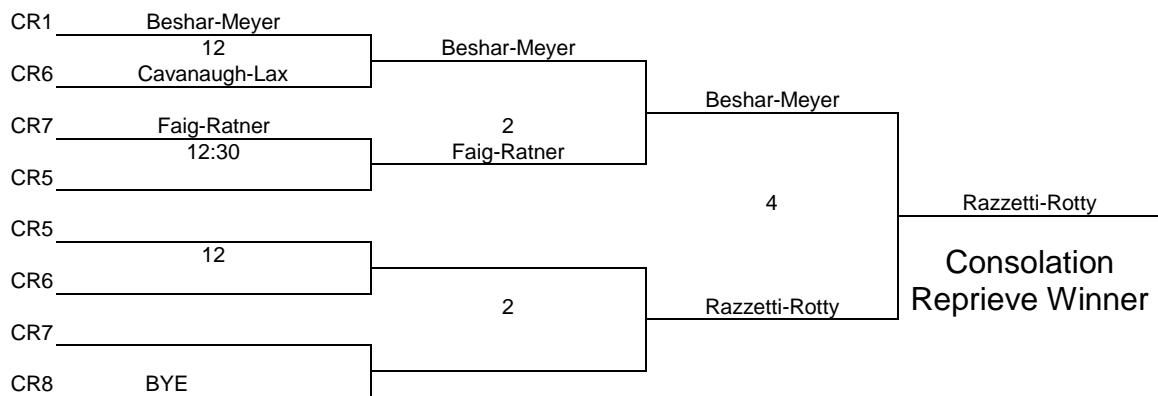 CR1 Beshar-Meyer
12 Beshar-Meyer
CR6 Cavanaugh-Lax
Beshar-Meyer
CR7 Faig-Ratner 2
12:30 Faig-Ratner
CR5
4 Razzetti-Rotty
CR5
12
CR6
Consolation
Reprieve Winner
2 Razzetti-Rotty
CR7
CR8 BYE